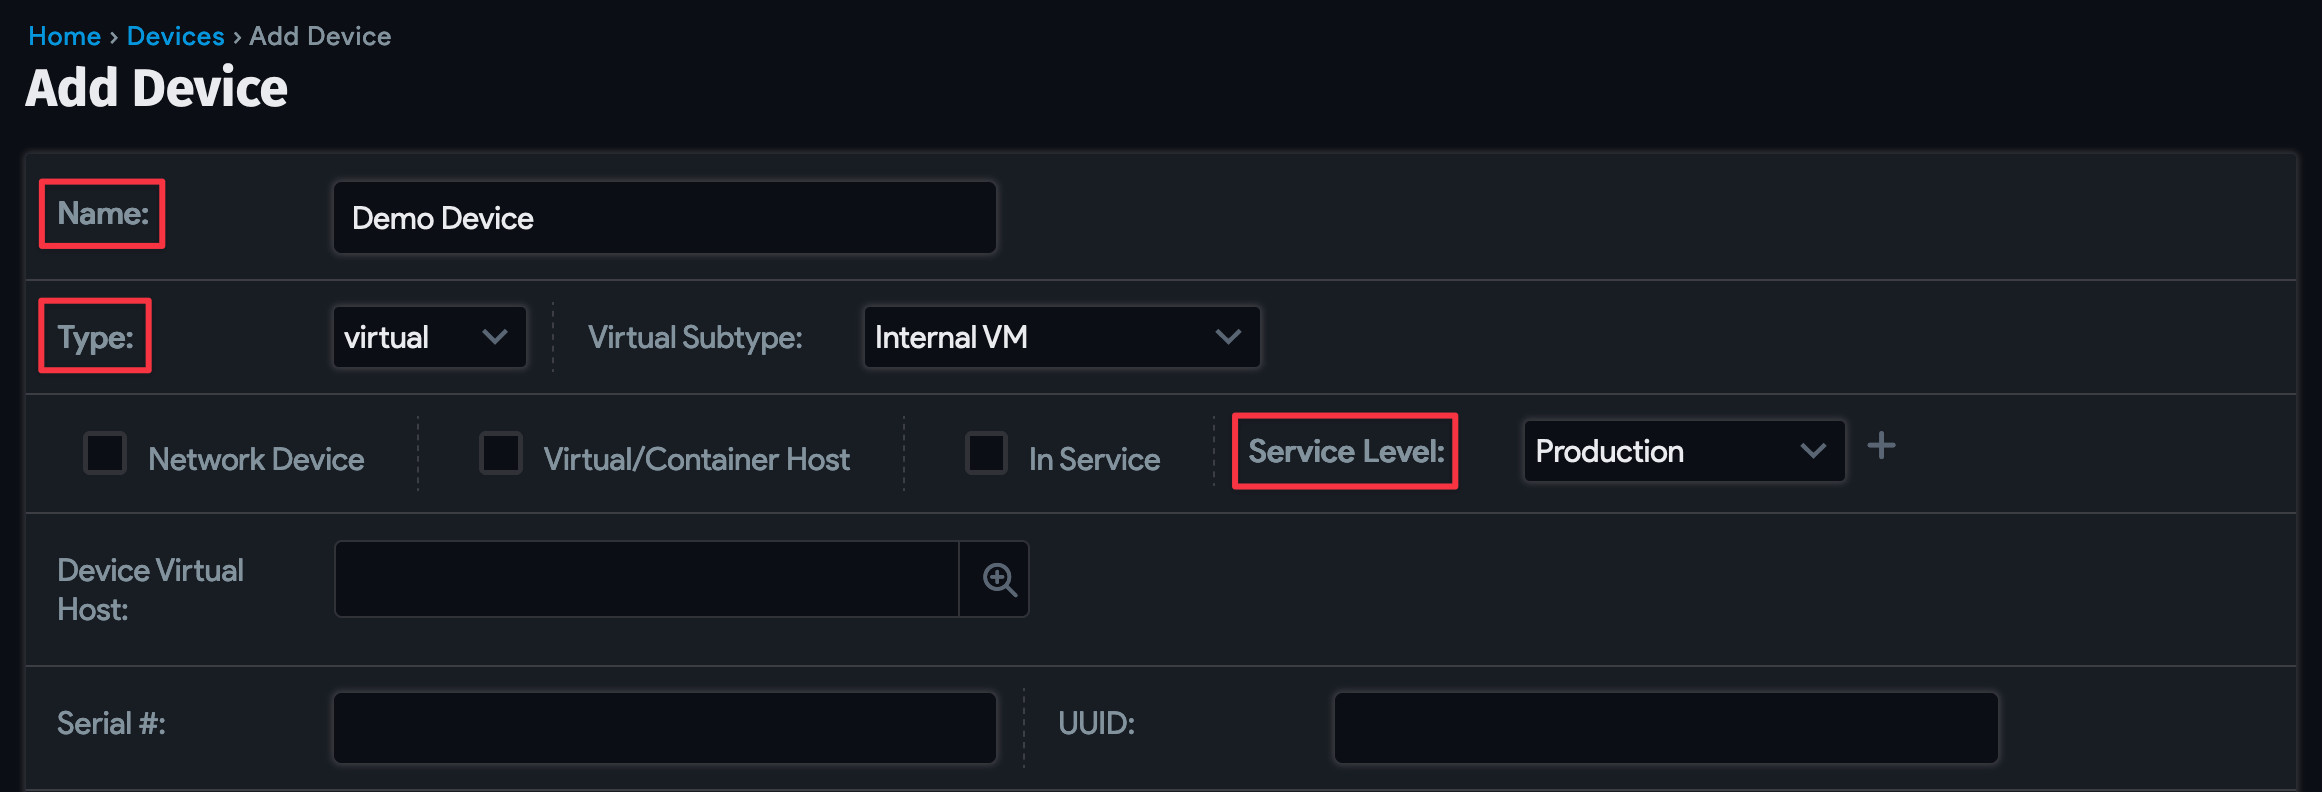 Home › Devices › Add Device
Add Device
Name: Demo Device
Type: virtual Virtual Subtype: Internal VM
Network Device Virtual/Container Host In Service Service Level: Production +
Device Virtual
Host:
Serial #: UUID: